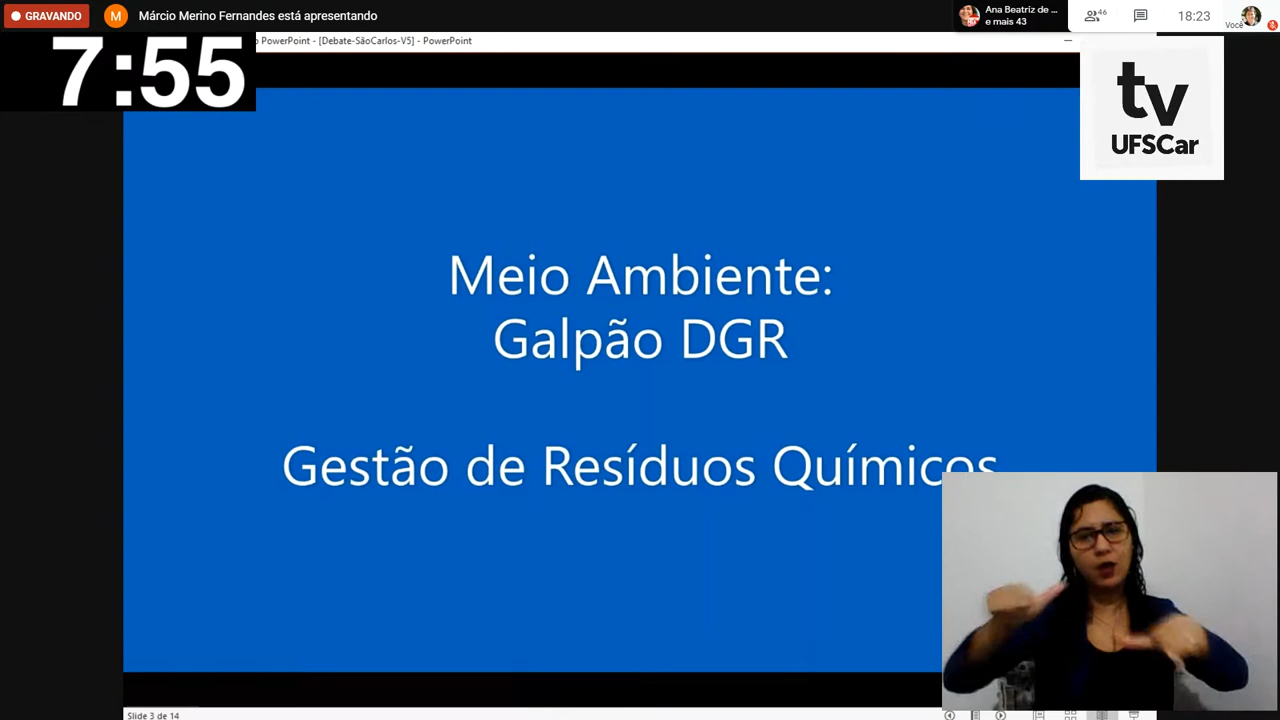 GRAVANDO
M
Márcio Merino Fernandes está apresentando
Ana Beatriz de ...
e mais 43
46
18:23
Você
PowerPoint - [Debate-SãoCarlos-V5] - PowerPoint
7:55
tv
UFSCar
Meio Ambiente:
Galpão DGR
Gestão de Resíduos Químicos
Slide 3 de 14